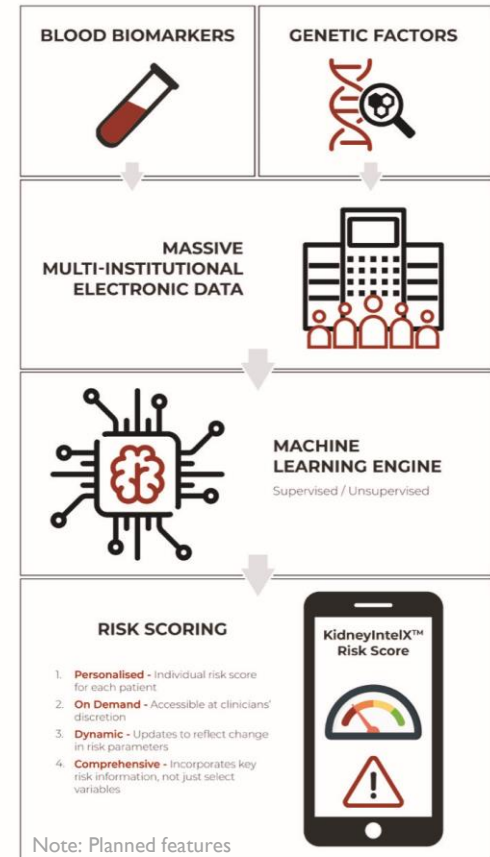 BLOOD BIOMARKERS
GENETIC FACTORS
MASSIVE
MULTI-INSTITUTIONAL
ELECTRONIC DATA
MACHINE
LEARNING ENGINE
Supervised / Unsupervised
RISK SCORING
1. Personalised - Individual risk score
for each patient
2. On Demand - Accessible at clinicians'
discretion
3. Dynamic - Updates to reflect change
in risk parameters
4. Comprehensive - Incorporates key
risk information, not just select
variables
KidneyIntelX™
Risk Score
Note: Planned features